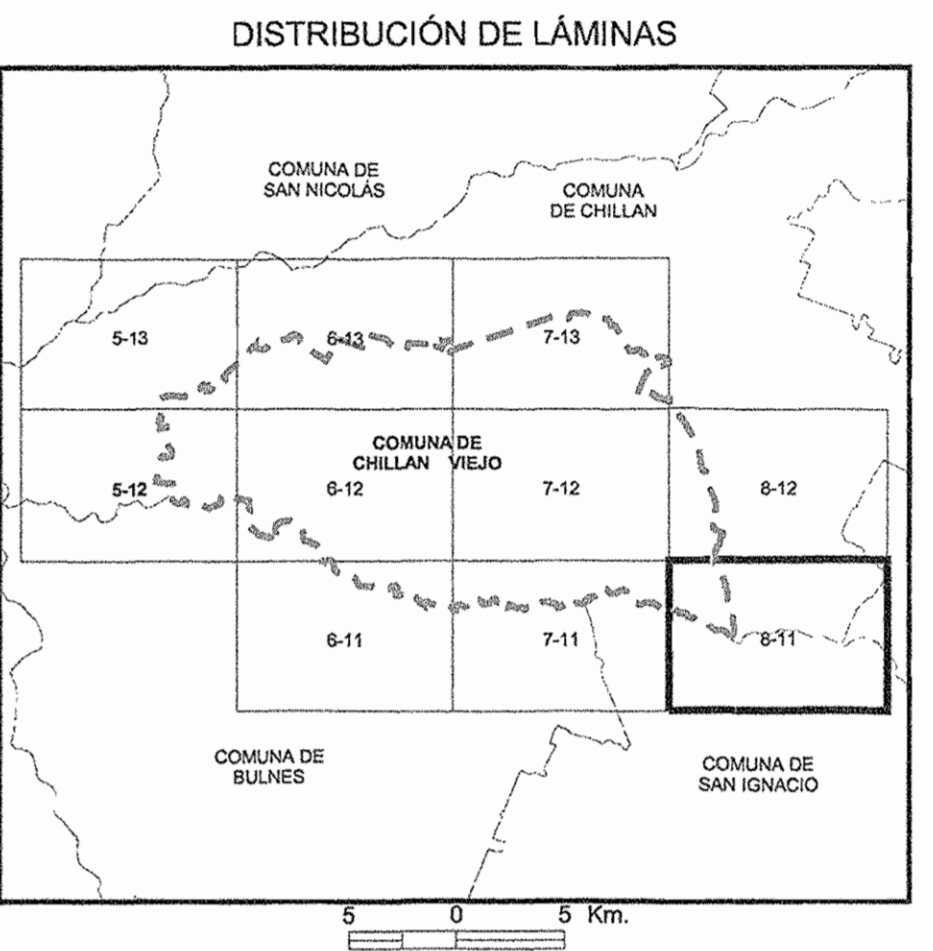 DISTRIBUCIÓN DE LÁMINAS
COMUNA DE
SAN NICOLÁS
COMUNA
DE CHILLAN
5-13
6-13
7-13
COMUNA DE
CHILLAN VIEJO
5-12
6-12
7-12
8-12
6-11
7-11
8-11
COMUNA DE
BULNES
COMUNA DE
SAN IGNACIO
5 0 5 Km.